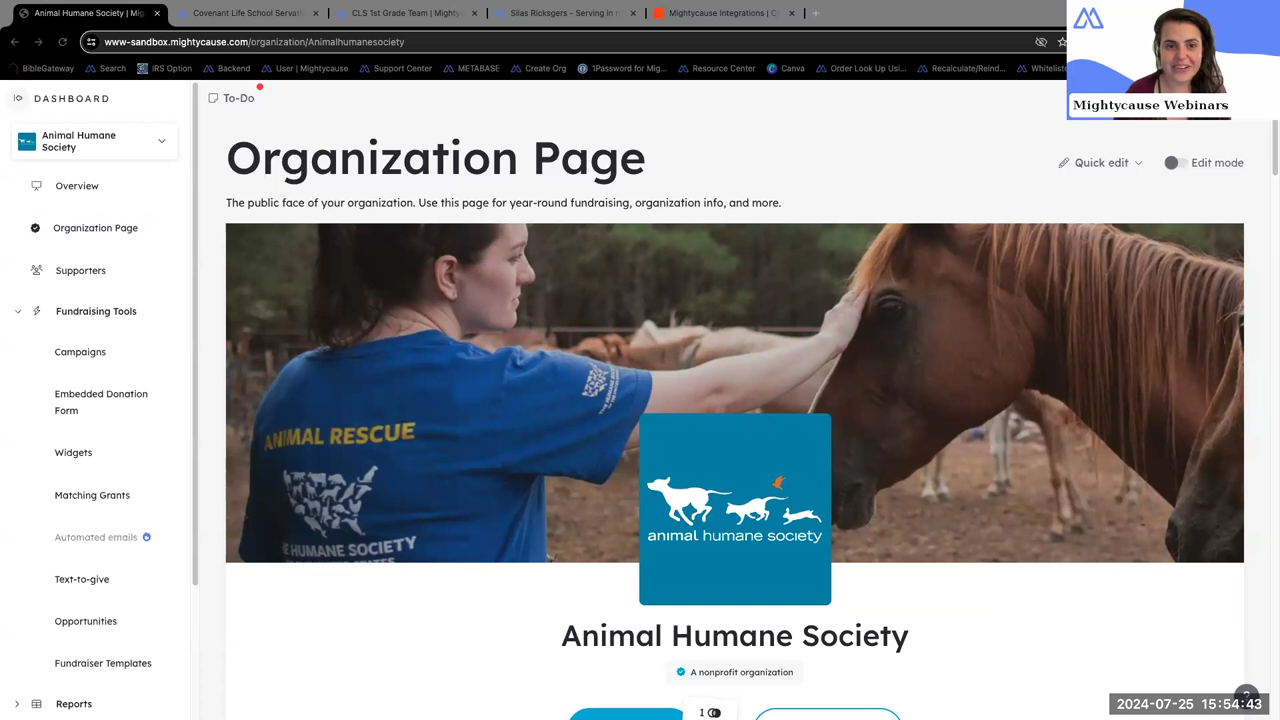 Animal Humane Society | Mig
Covenant Life School Servat
CLS 1st Grade Team | Mighty
Silas Ricksgers - Serving in
Mightycause Integrations | C
www-sandbox.mightycause.com/organization/Animalhumanesociety
BibleGateway
Search
IRS Option
Backend
User | Mightycause
Support Center
METABASE
Create Org
1Password for Mig...
Resource Center
Canva
Order Look Up Usi...
Recalculate/Reind...
Whitelist
Mightycause Webinars
DASHBOARD
Animal Humane
Society
Overview
Organization Page
Supporters
Fundraising Tools
Campaigns
Embedded Donation
Form
Widgets
Matching Grants
Automated emails
Text-to-give
Opportunities
Fundraiser Templates
Reports
To-Do
Organization Page
Quick edit
Edit mode
The public face of your organization. Use this page for year-round fundraising, organization info, and more.
ANIMAL RESCUE
HUMANE SOCIETY
animal humane society
Animal Humane Society
A nonprofit organization
1
?
2024-07-25 15:54:43